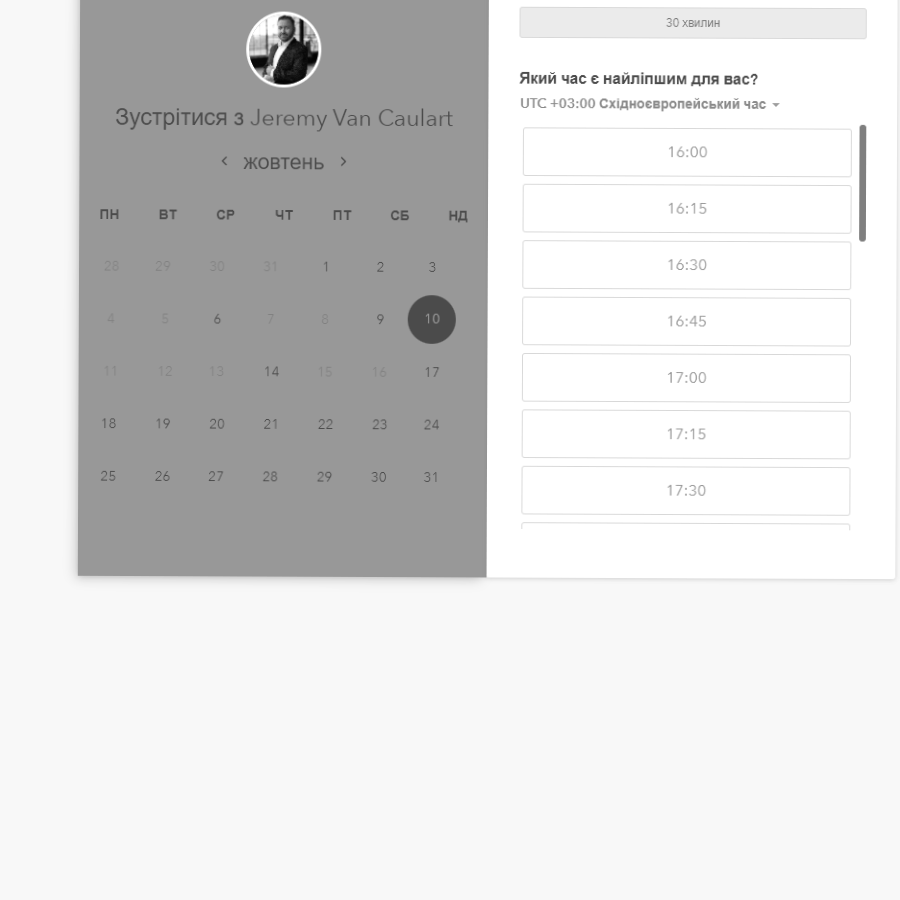 Зустрітися з Jeremy Van Caulart
жовтень
ПН ВТ СР ЧТ ПТ СБ НД
28 29 30 31 1 2 3
4 5 6 7 8 9 10
11 12 13 14 15 16 17
18 19 20 21 22 23 24
25 26 27 28 29 30 31
30 хвилин
Який час є найліпшим для вас?
UTC +03:00 Східноєвропейський час
16:00
16:15
16:30
16:45
17:00
17:15
17:30